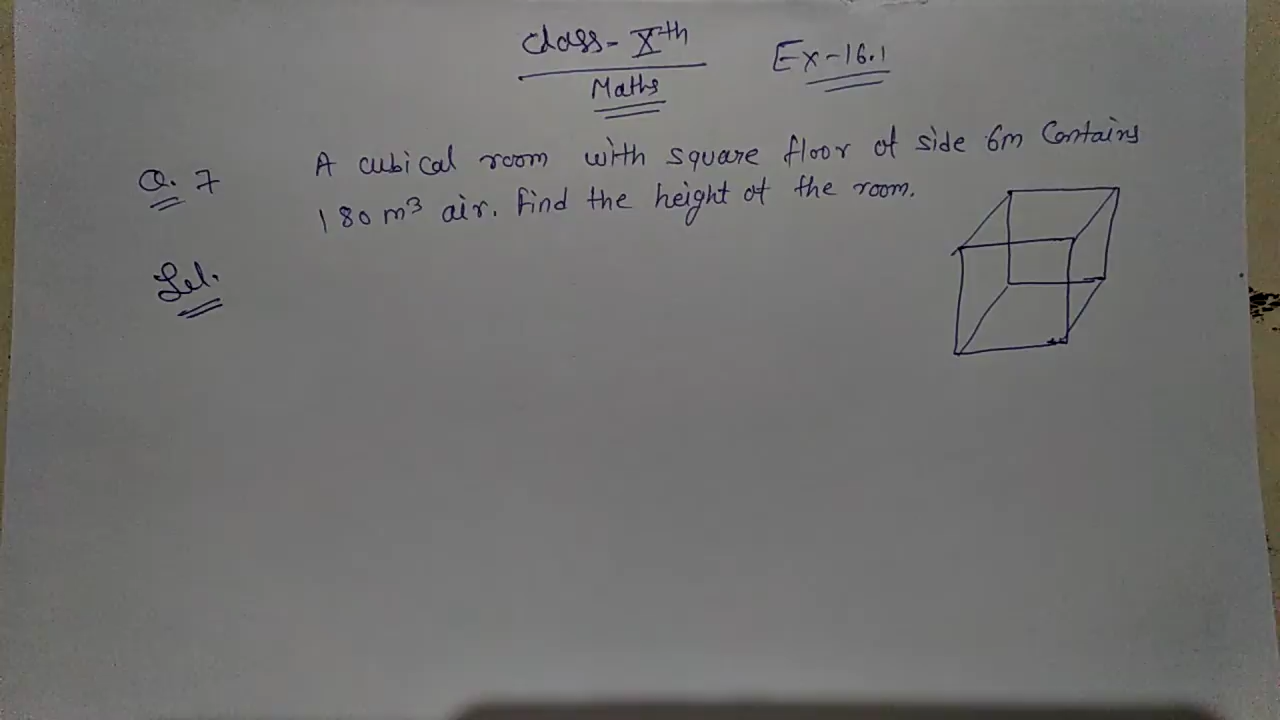 Class- Xth
Maths
Ex-16.1
Q. 7 A cubical room with square floor of side 6m Contains
180 m³ air. Find the height of the room.
Sol.